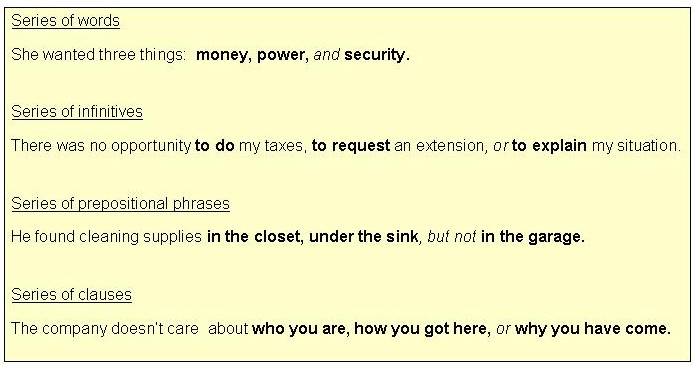 Series of words
She wanted three things:  money, power, and security.
Series of infinitives
There was no opportunity to do my taxes, to request an extension, or to explain my situation.
Series of prepositional phrases
He found cleaning supplies in the closet, under the sink, but not in the garage.
Series of clauses
The company doesn't care  about who you are, how you got here, or why you have come.